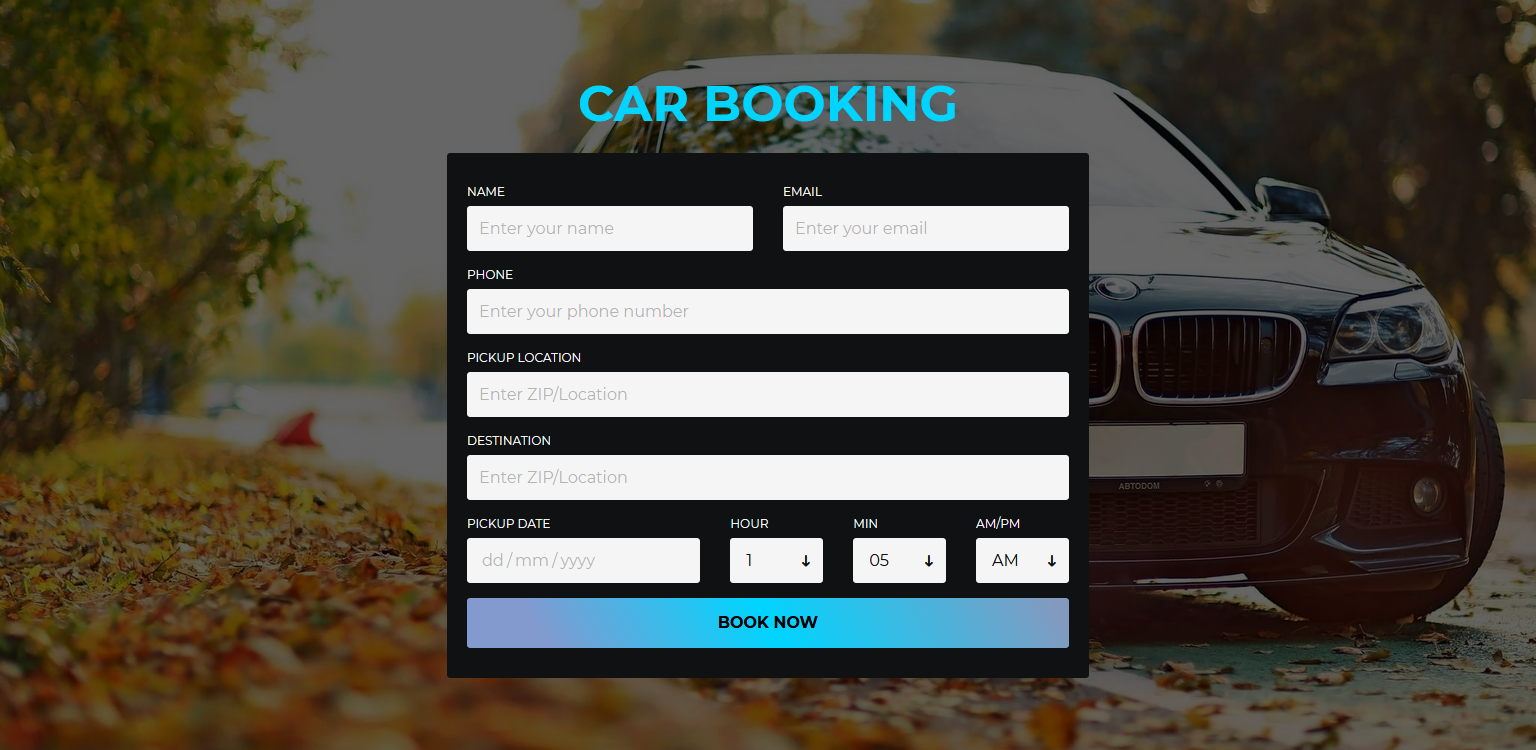 CAR BOOKING
NAME EMAIL
Enter your name Enter your email
PHONE
Enter your phone number
PICKUP LOCATION
Enter ZIP/Location
DESTINATION
Enter ZIP/Location
PICKUP DATE HOUR MIN AM/PM
dd/mm/yyyy 1 05 AM
BOOK NOW
АВТОDOM